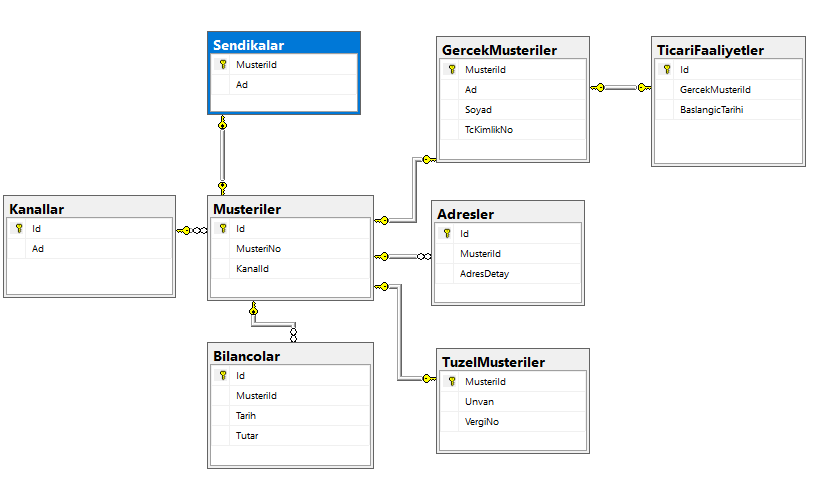 Sendikalar
MusteriId
Ad
GercekMusteriler
MusteriId
Ad
Soyad
TcKimlikNo
TicariFaaliyetler
Id
GercekMusteriId
BaslangicTarihi
Kanallar
Id
Ad
Musteriler
Id
MusteriNo
KanalId
Adresler
Id
MusteriId
AdresDetay
Bilancolar
Id
MusteriId
Tarih
Tutar
TuzelMusteriler
MusteriId
Unvan
VergiNo